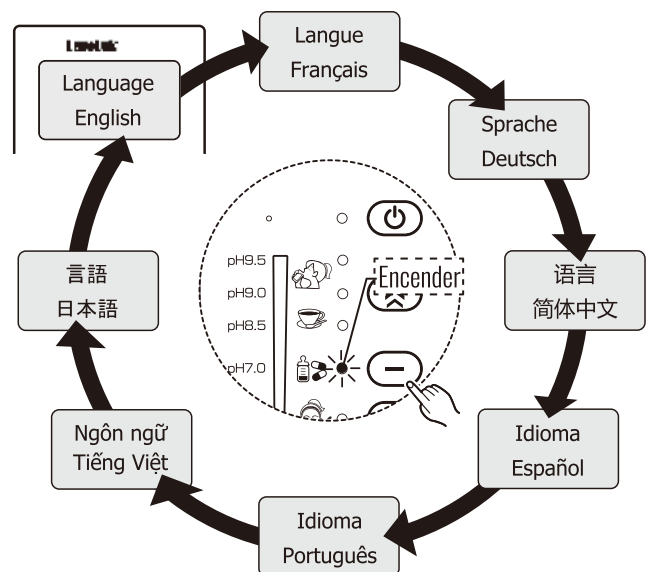 Language
English
Langue
Français
Sprache
Deutsch
语言
简体中文
Idioma
Español
Idioma
Português
Ngôn ngữ
Tiếng Việt
言語
日本語
pH9.5
pH9.0
pH8.5
pH7.0
Encender